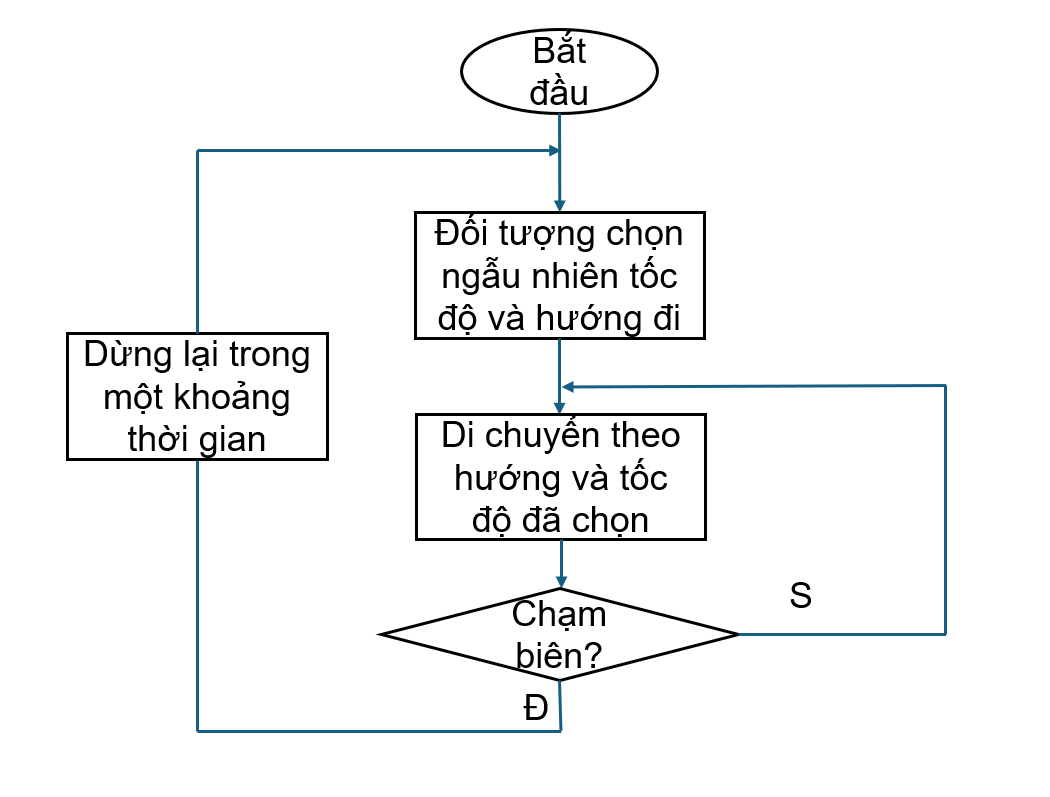 Bắt
đầu
Đối tượng chọn
ngẫu nhiên tốc
độ và hướng đi
Dừng lại trong
một khoảng
thời gian
Di chuyển theo
hướng và tốc
độ đã chọn
Chạm
biên?
S
Đ